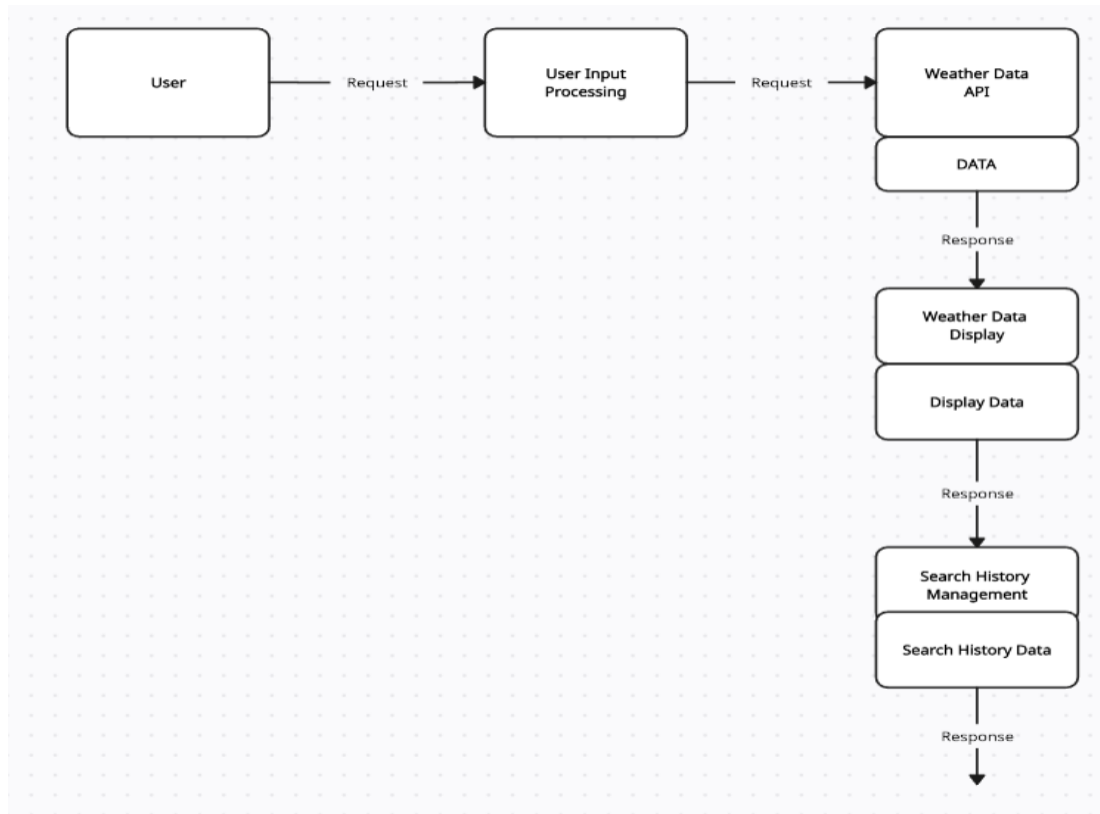 User
Request
User Input
Processing
Request
Weather Data
API
DATA
Response
Weather Data
Display
Display Data
Response
Search History
Management
Search History Data
Response